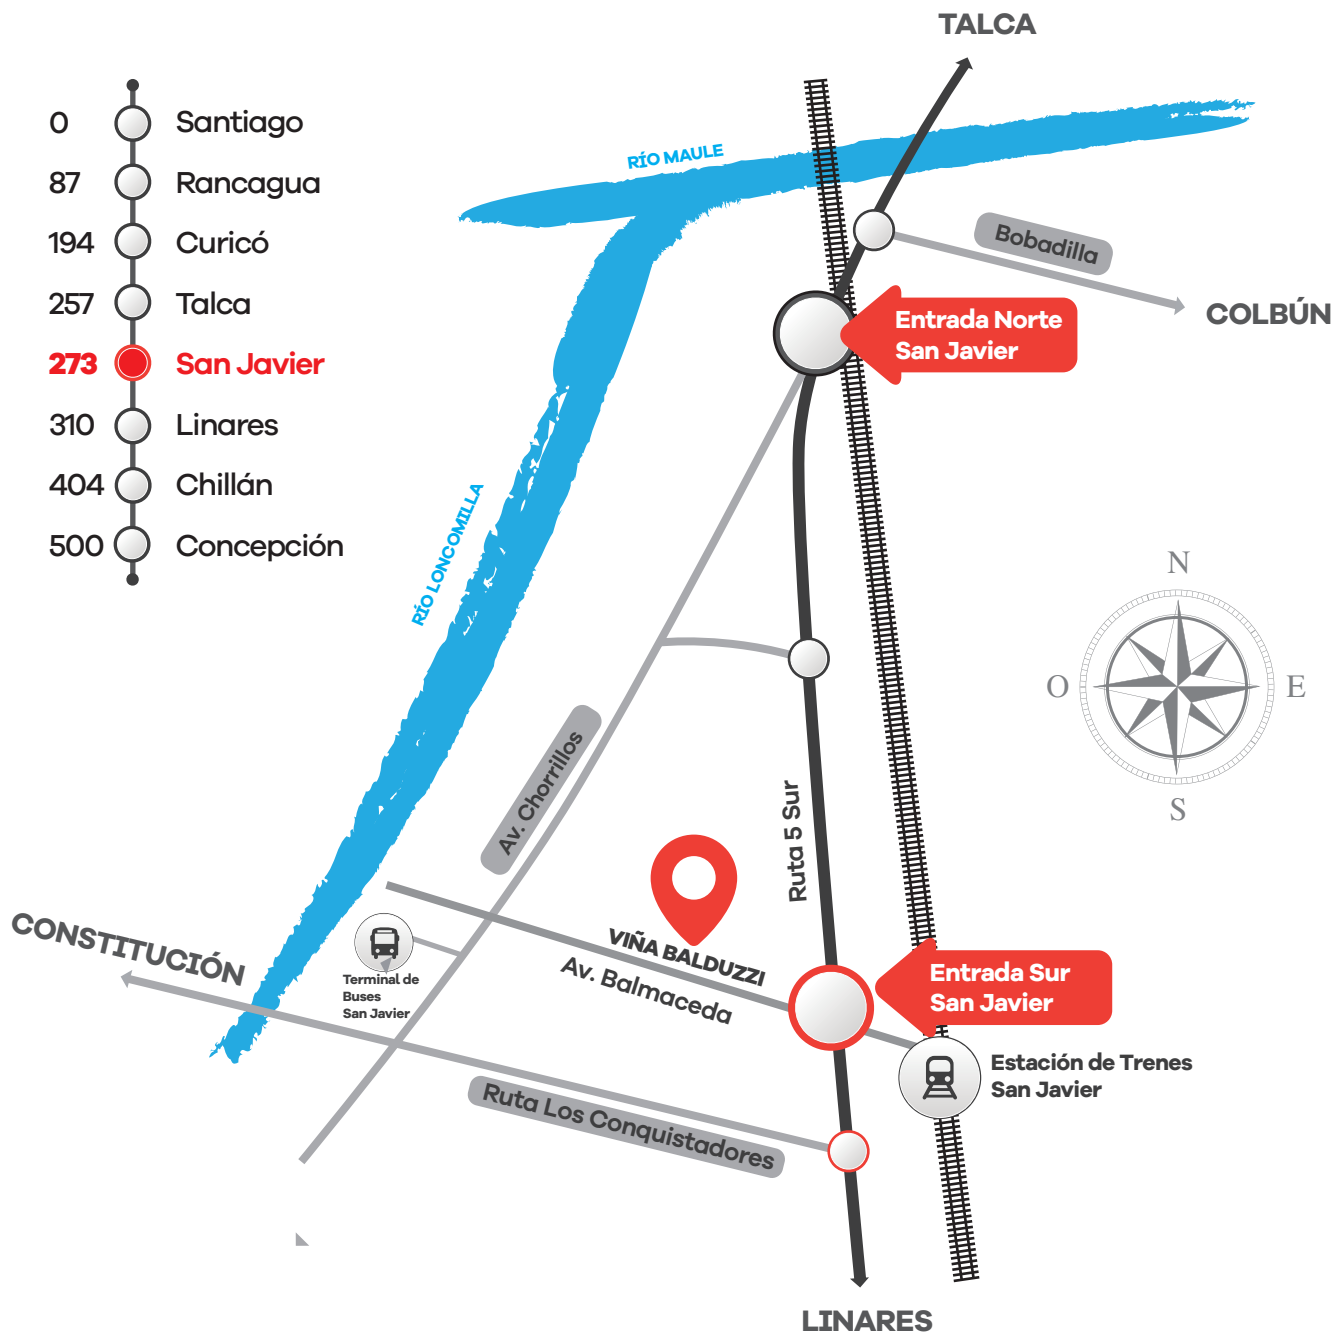 TALCA
0 Santiago
87 Rancagua
194 Curicó
257 Talca
273 San Javier
310 Linares
404 Chillán
500 Concepción
RÍO MAULE
Bobadilla
COLBÚN
Entrada Norte
San Javier
RÍO LONCOMILLA
N
O
E
S
Av. Chorrillos
Ruta 5 Sur
VIÑA BALDUZZI
Av. Balmaceda
CONSTITUCIÓN
Terminal de
Buses
San Javier
Entrada Sur
San Javier
Estación de Trenes
San Javier
Ruta Los Conquistadores
LINARES